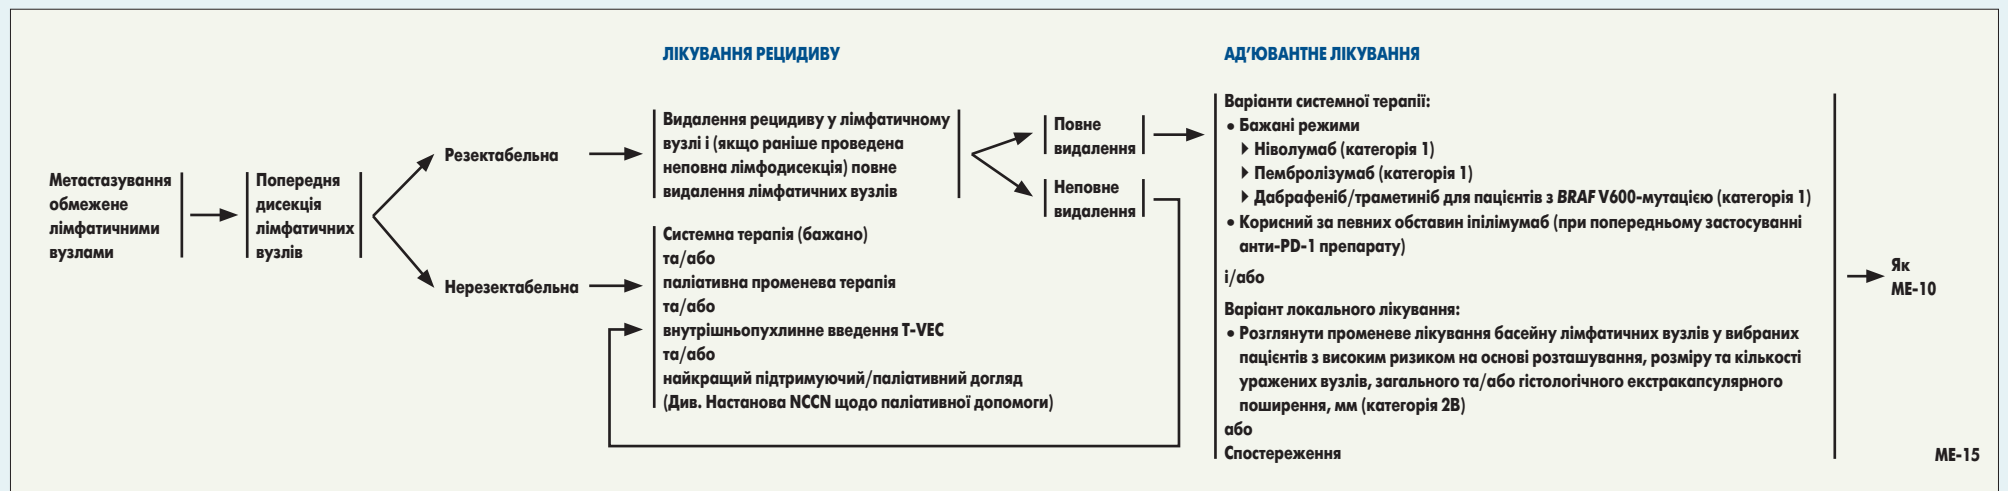 ЛІКУВАННЯ РЕЦИДИВУ
АД’ЮВАНТНЕ ЛІКУВАННЯ
Метастазування
обмежене
лімфатичними
вузлами
Попередня
дисекція
лімфатичних
вузлів
Резектабельна
Нерезектабельна
Видалення рецидиву у лімфатичному
вузлі і (якщо раніше проведена
неповна лімфодисекція) повне
видалення лімфатичних вузлів
Системна терапія (бажано)
та/або
паліативна променева терапія
та/або
внутрішньопухлинне введення T-VEC
та/або
найкращий підтримуючий/паліативний догляд
(Див. Настанова NCCN щодо паліативної допомоги)
Повне
видалення
Неповне
видалення
Варіанти системної терапії:
• Бажані режими
Ніволумаб (категорія 1)
Пембролізумаб (категорія 1)
Дабрафеніб/траметиніб для пацієнтів з BRAF V600-мутацією (категорія 1)
• Корисний за певних обставин іпілімумаб (при попередньому застосуванні
анти-PD-1 препарату)
і/або
Варіант локального лікування:
• Розглянути променеве лікування басейну лімфатичних вузлів у вибраних
пацієнтів з високим ризиком на основі розташування, розміру та кількості
уражених вузлів, загального та/або гістологічного екстракапсулярного
поширення, мм (категорія 2B)
або
Спостереження
Як
МЕ-10
МЕ-15